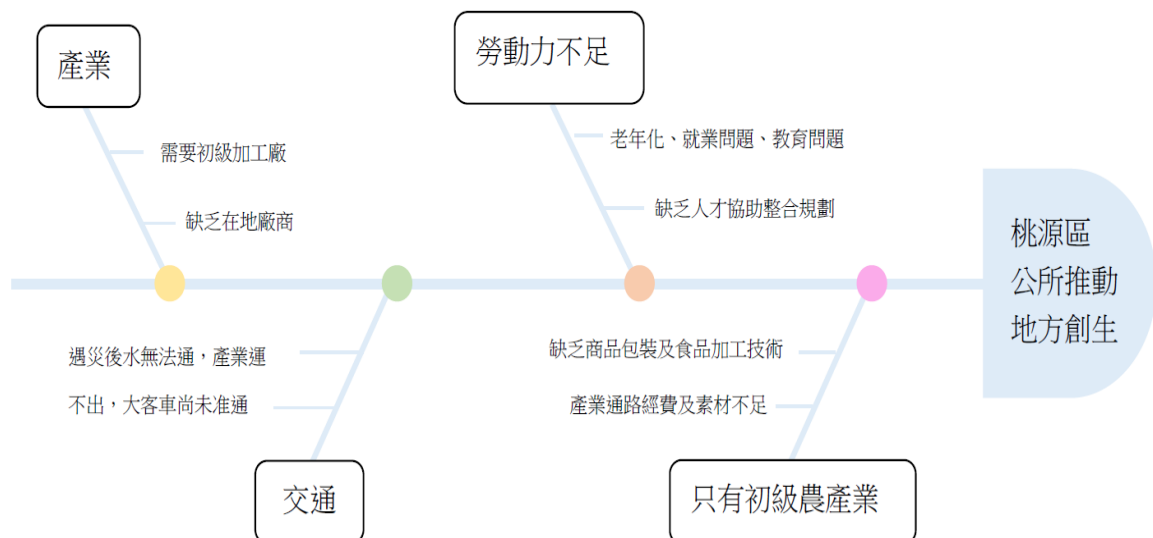 產業
需要初級加工廠
缺乏在地廠商
勞動力不足
老年化、就業問題、教育問題
缺乏人才協助整合規劃
遇災後水無法通，產業運
不出，大客車尚未准通
交通
缺乏商品包裝及食品加工技術
產業通路經費及素材不足
只有初級農產業
桃源區
公所推動
地方創生